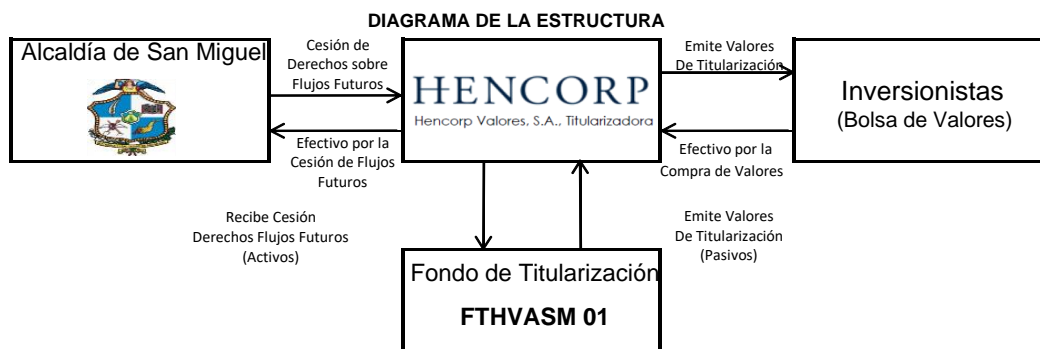 DIAGRAMA DE LA ESTRUCTURA
Alcaldía de San Miguel
Cesión de
Derechos sobre
Flujos Futuros
Efectivo por la
Cesión de Flujos
Futuros
HENCORP
Hencorp Valores, S.A., Titularizadora
Emite Valores
De Titularización
Efectivo por la
Compra de Valores
Inversionistas
(Bolsa de Valores)
Recibe Cesión
Derechos Flujos Futuros
(Activos)
Emite Valores
De Titularización
(Pasivos)
Fondo de Titularización
FTHVASM 01